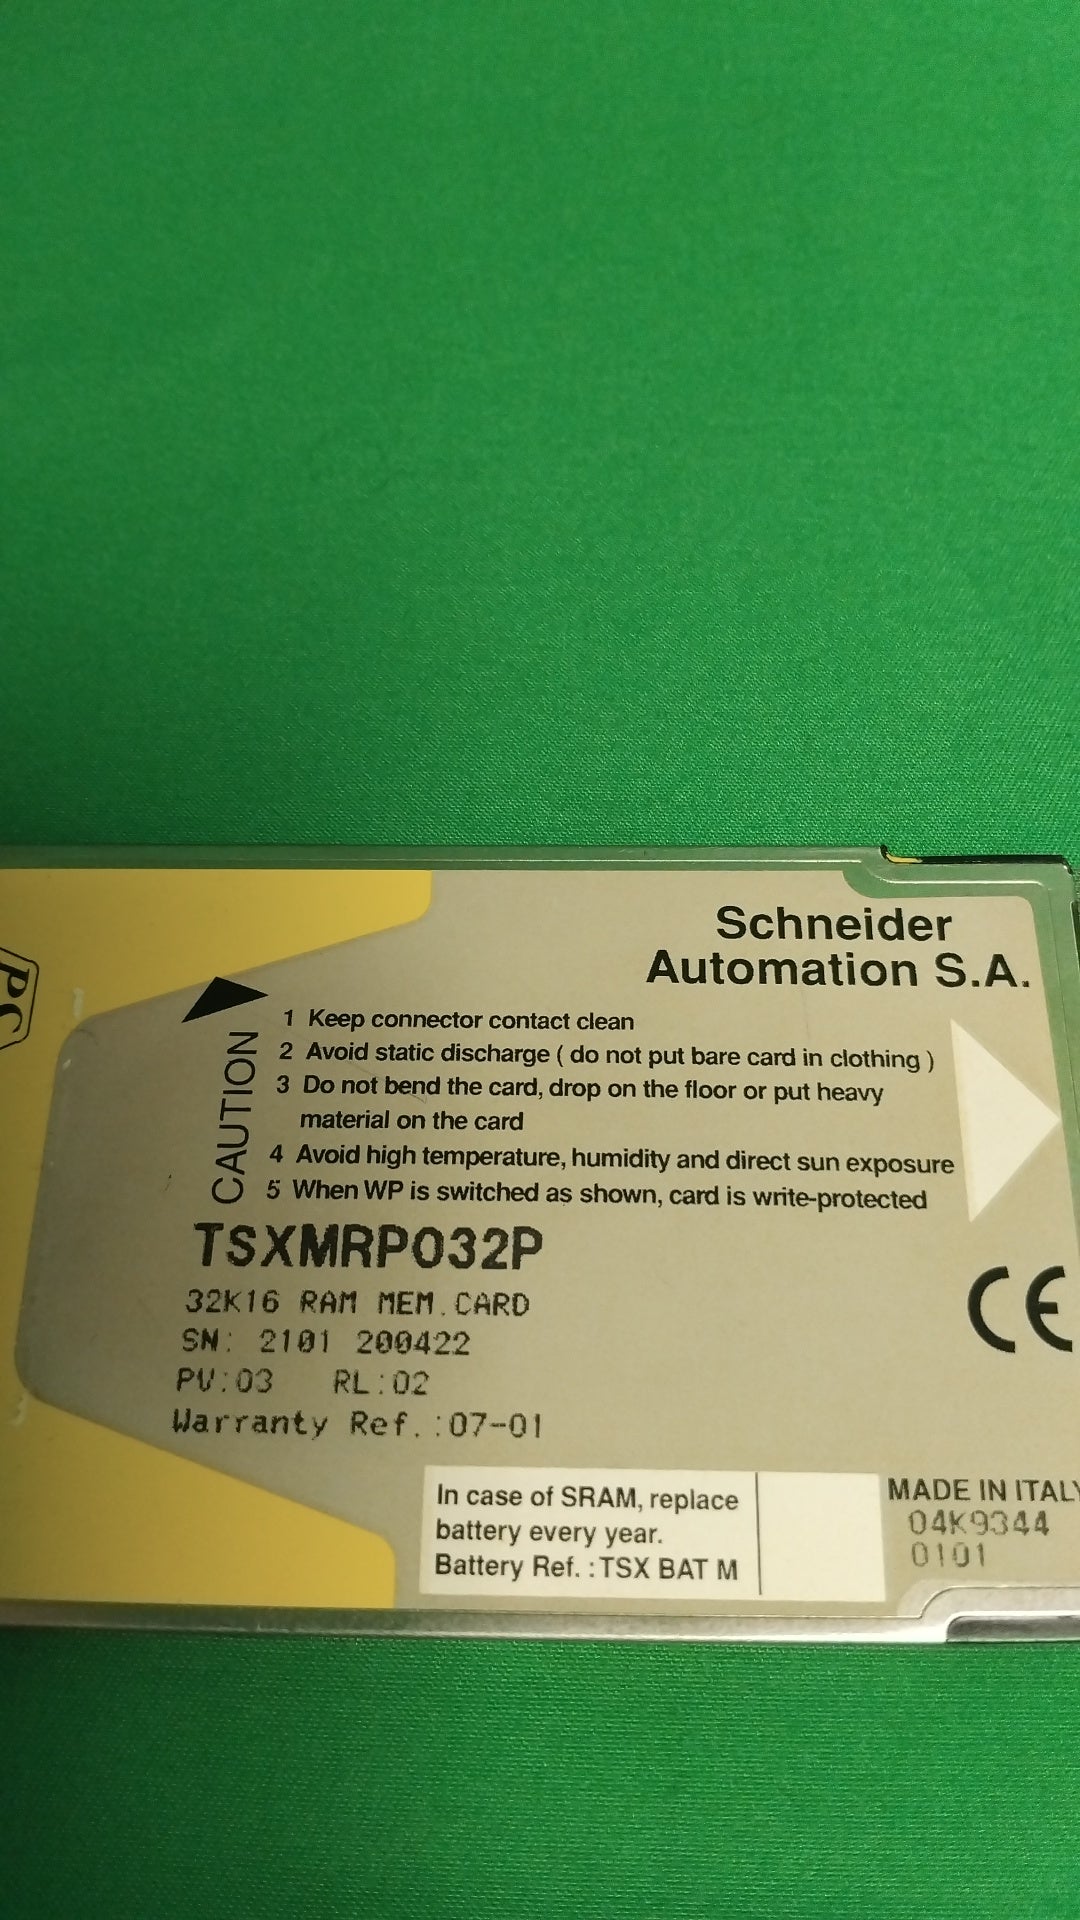 PC
Schneider
Automation S.A.
CAUTION
1 Keep connector contact clean
2 Avoid static discharge ( do not put bare card in clothing )
3 Do not bend the card, drop on the floor or put heavy
material on the card
4 Avoid high temperature, humidity and direct sun exposure
5 When WP is switched as shown, card is write-protected
TSXMRP032P
32K16 RAM MEM.CARD
SN: 2101 200422
PV:03 RL:02
Warranty Ref.:07-01
CE
In case of SRAM, replace
battery every year.
Battery Ref. : TSX BAT M
MADE IN ITALY
04K9344
0101